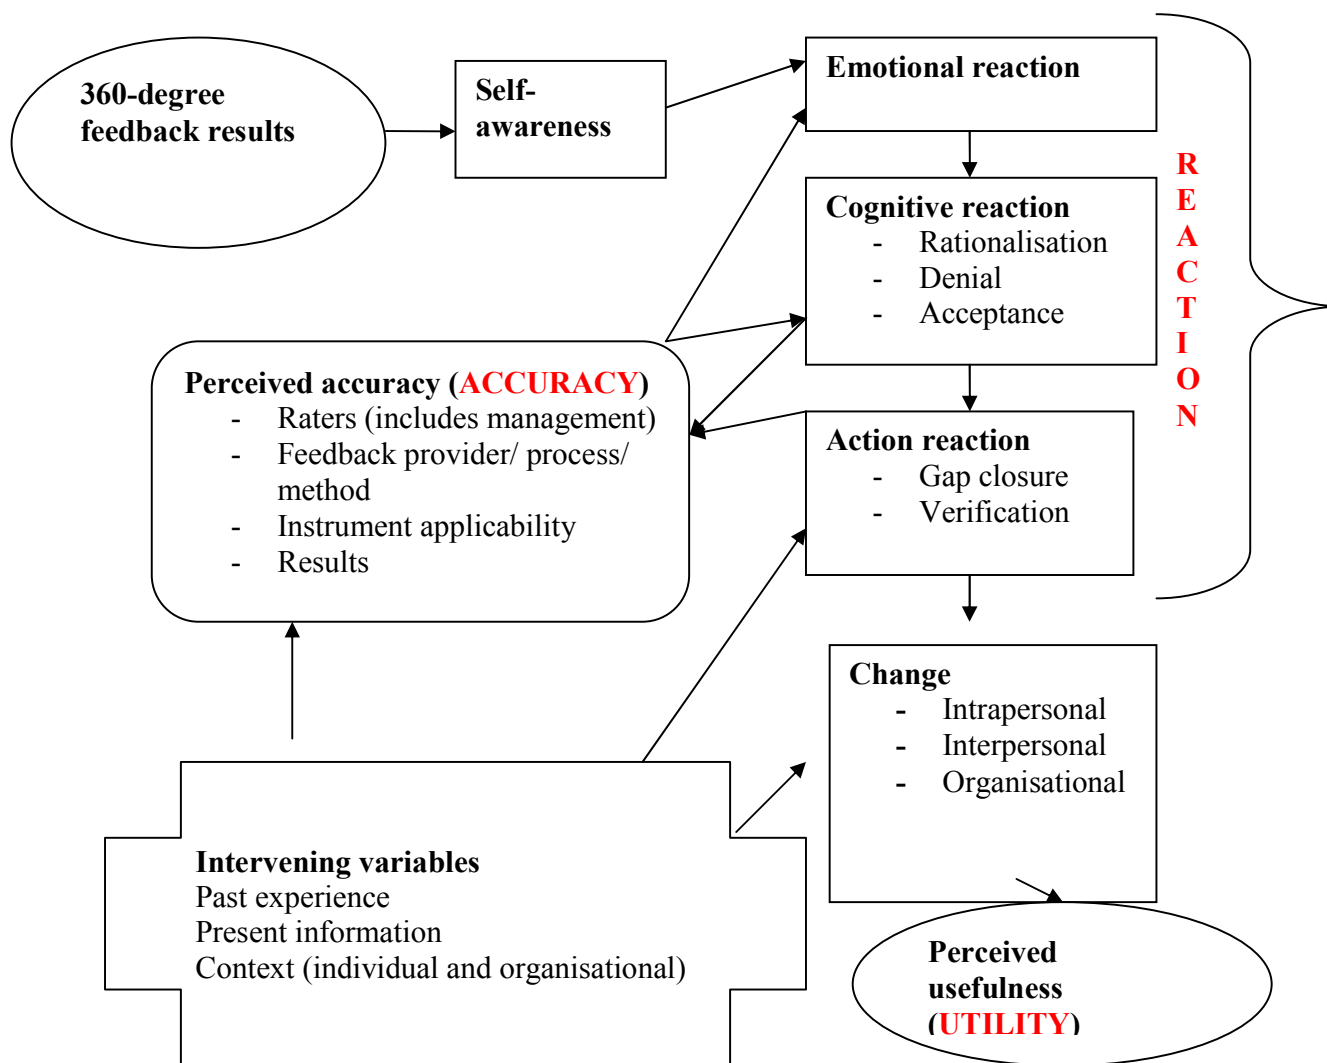 360-degree
feedback results
Self-
awareness
Emotional reaction
Cognitive reaction
- Rationalisation
- Denial
- Acceptance
R
E
A
C
T
I
O
N
Perceived accuracy (ACCURACY)
- Raters (includes management)
- Feedback provider/ process/
method
- Instrument applicability
- Results
Action reaction
- Gap closure
- Verification
Change
- Intrapersonal
- Interpersonal
- Organisational
Intervening variables
Past experience
Present information
Context (individual and organisational)
Perceived
usefulness
(UTILITY)